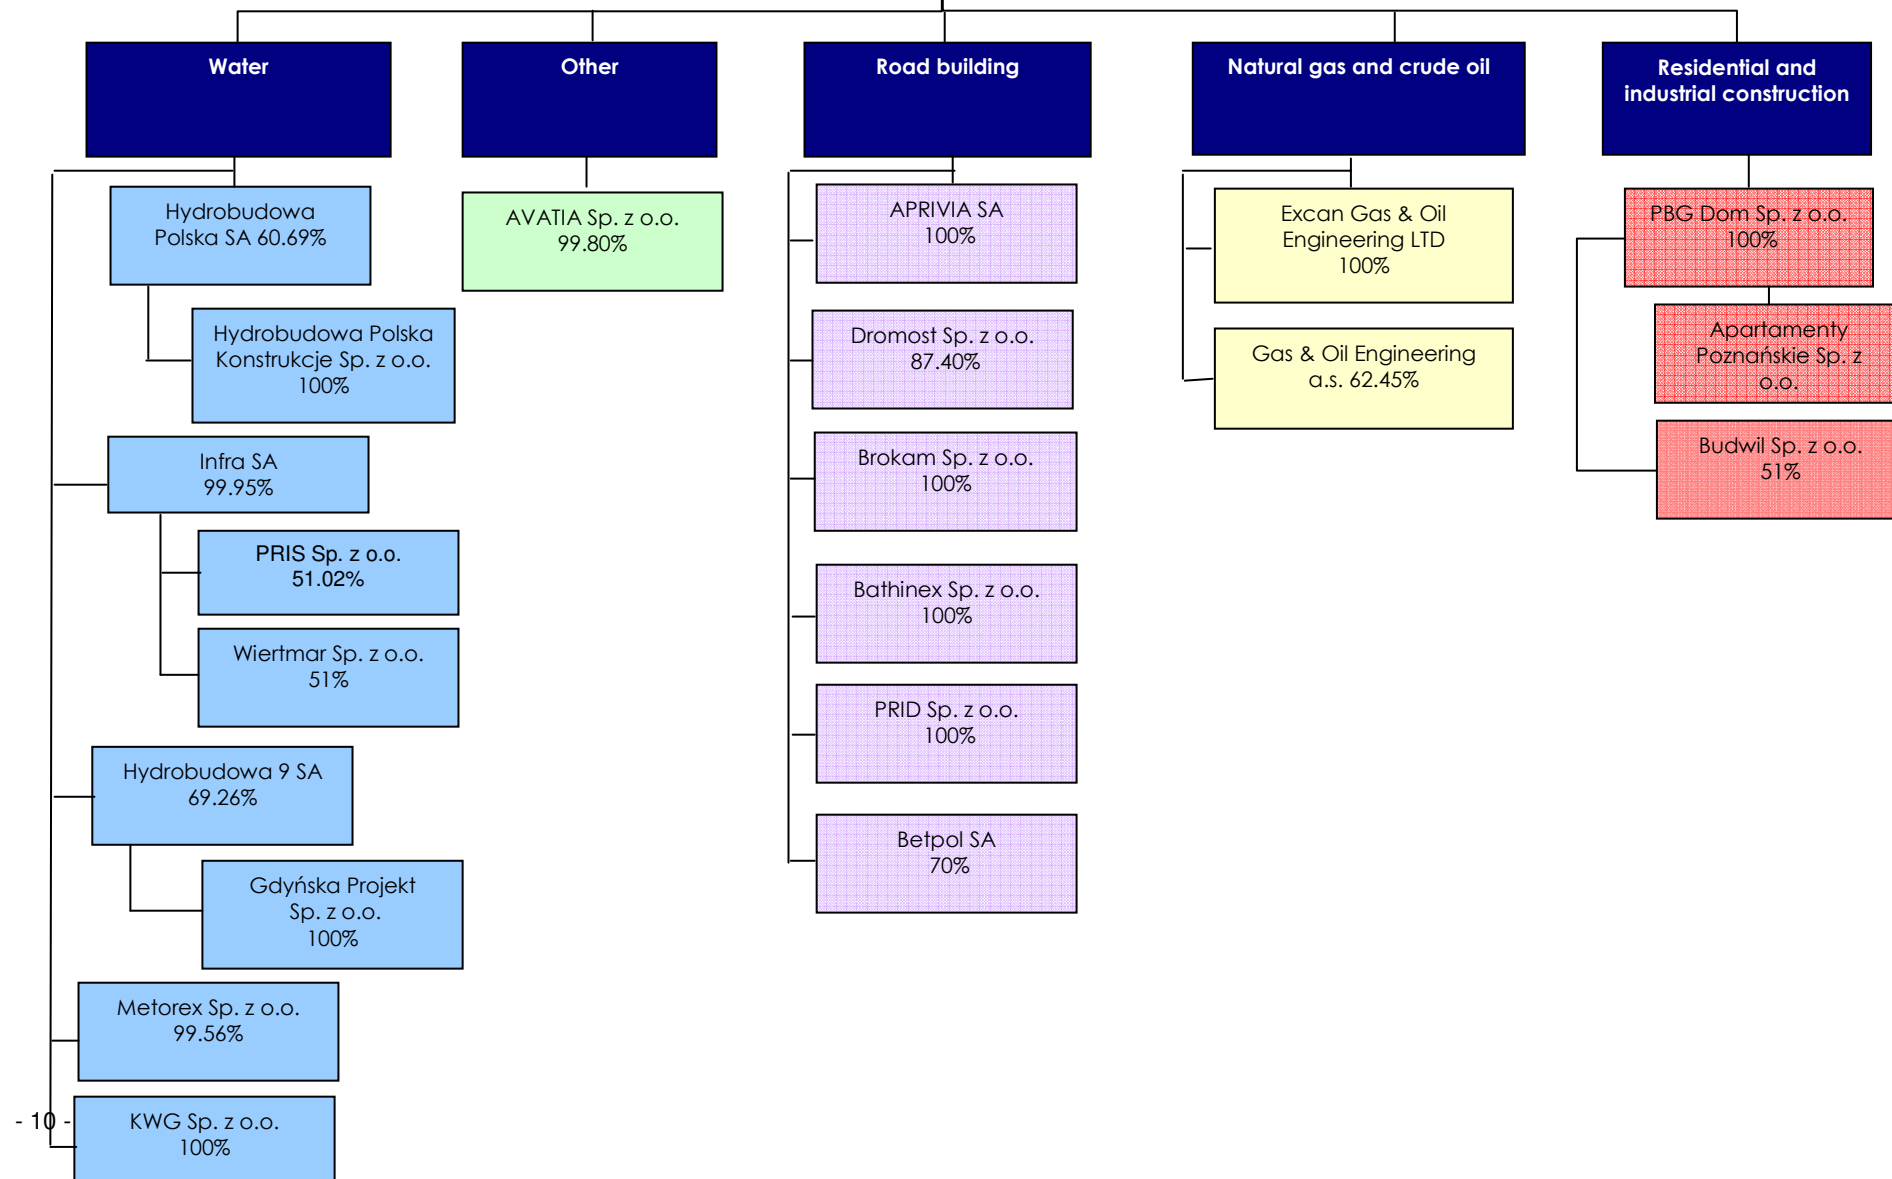 Water
Hydrobudowa
Polska SA 60.69%
Hydrobudowa Polska
Konstrukcje Sp. z o.o.
100%
Infra SA
99.95%
PRIS Sp. z o.o.
51.02%
Wiertmar Sp. z o.o.
51%
Hydrobudowa 9 SA
69.26%
Gdyńska Projekt
Sp. z o.o.
100%
Metorex Sp. z o.o.
99.56%
KWG Sp. z o.o.
100%
Other
AVATIA Sp. z o.o.
99.80%
Road building
APRIVIA SA
100%
Dromost Sp. z o.o.
87.40%
Brokam Sp. z o.o.
100%
Bathinex Sp. z o.o.
100%
PRID Sp. z o.o.
100%
Betpol SA
70%
Natural gas and crude oil
Excan Gas & Oil
Engineering LTD
100%
Gas & Oil Engineering
a.s. 62.45%
Residential and
industrial construction
PBG Dom Sp. z o.o.
100%
Apartamenty
Poznańskie Sp. z
o.o.
Budwil Sp. z o.o.
51%
- 10 -